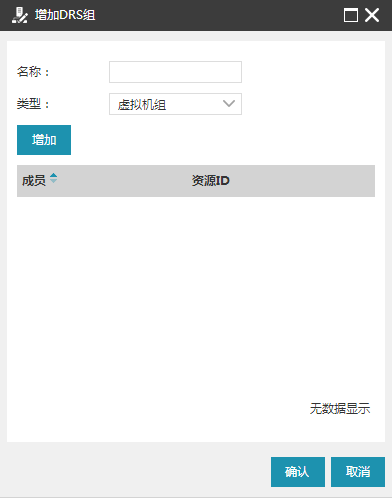 增加DRS组
名称：
类型： 虚拟机组
增加
成员 资源ID
无数据显示
确认 取消